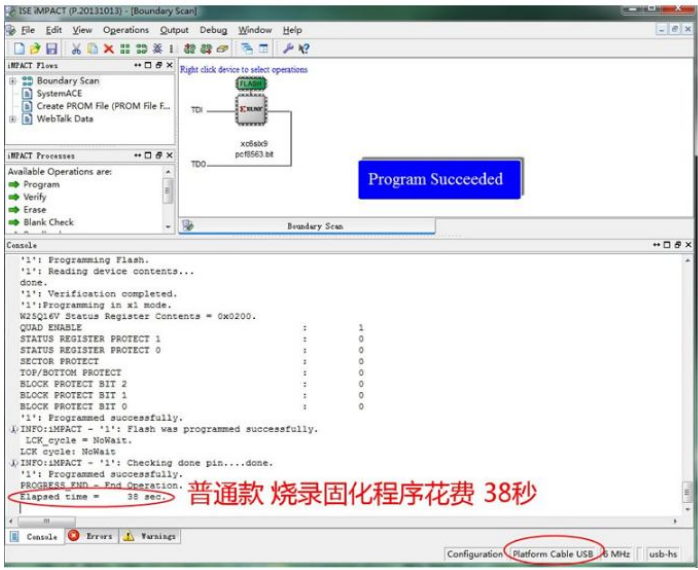 ISE iMPACT (P.20131013) - [Boundary Scan]
File Edit View Operations Output Debug Window Help
iMPACT Flows
Boundary Scan
SystemACE
Create PROM File (PROM File F...
WebTalk Data
Right click device to select operations
FLASH
TDI
XILINX
xc6slx9
pcf8563.bit
TDO
Program Succeeded
iMPACT Processes
Available Operations are:
Program
Verify
Erase
Blank Check
Boundary Scan
Console
'1': Programming Flash.
'1': Reading device contents...
done.
'1': Verification completed.
'1':Programming in x1 mode.
W25Q16V Status Register Contents = 0x0200.
QUAD ENABLE : 1
STATUS REGISTER PROTECT 1 : 0
STATUS REGISTER PROTECT 0 : 0
SECTOR PROTECT : 0
TOP/BOTTOM PROTECT : 0
BLOCK PROTECT BIT 2 : 0
BLOCK PROTECT BIT 1 : 0
BLOCK PROTECT BIT 0 : 0
'1': Programmed successfully.
INFO:iMPACT - '1': Flash was programmed successfully.
LCK_cycle = NoWait.
LCK cycle: NoWait
INFO:iMPACT - '1': Checking done pin....done.
'1': Programmed successfully.
PROGRESS_END - End Operation.
Elapsed time = 38 sec.
普通款 烧录固化程序花费 38秒
Console Errors Warnings
Configuration Platform Cable USB 6 MHz usb-hs